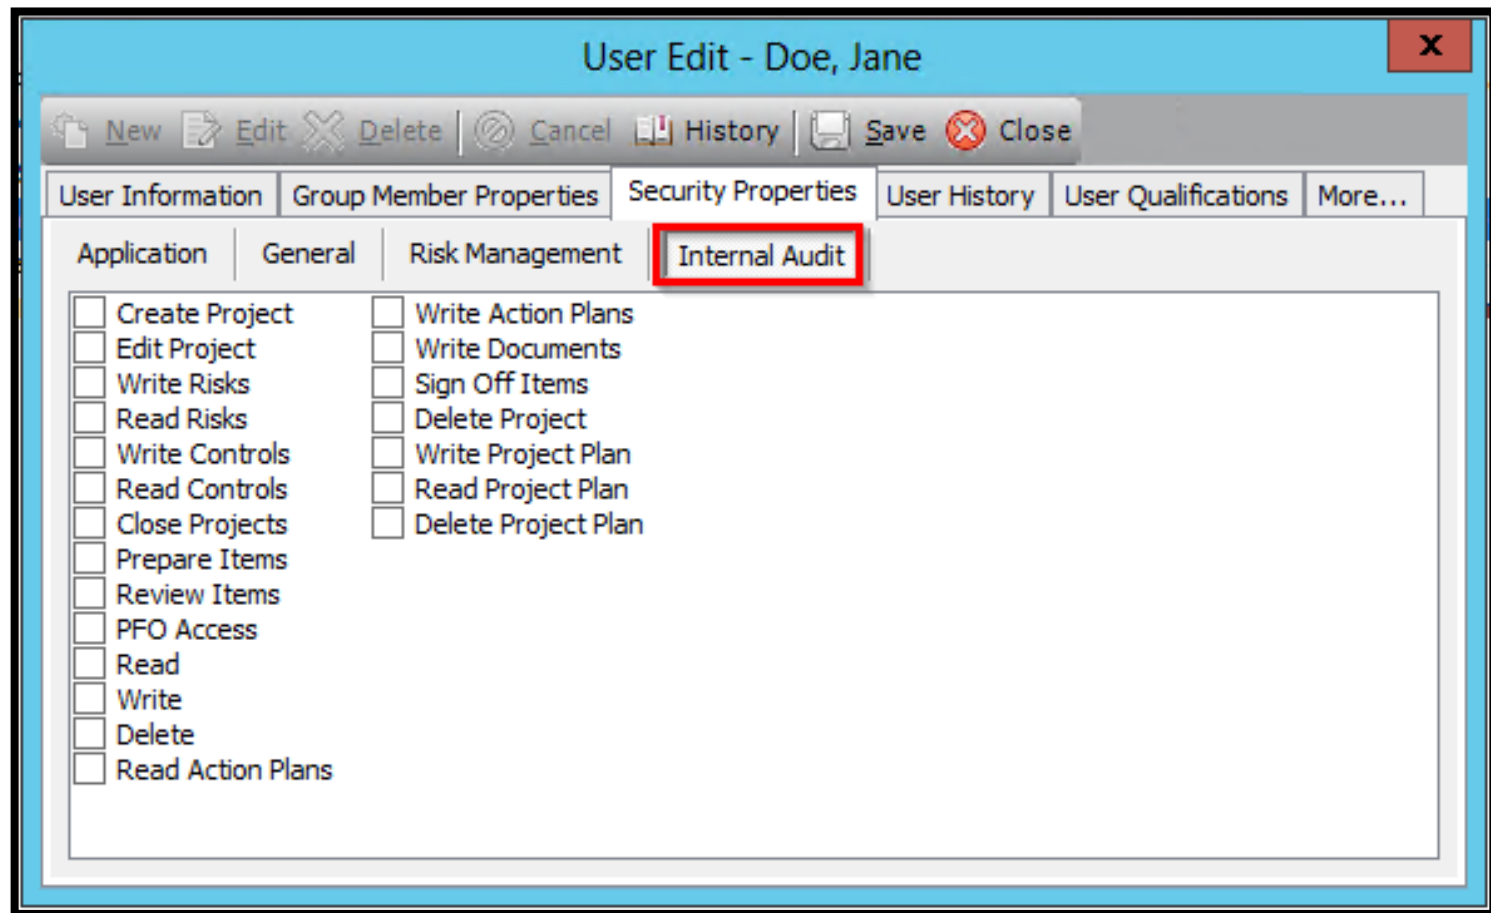 User Edit - Doe, Jane
x
New Edit Delete Cancel History Save Close
User Information Group Member Properties Security Properties User History User Qualifications More...
Application General Risk Management Internal Audit
Create Project
Edit Project
Write Risks
Read Risks
Write Controls
Read Controls
Close Projects
Prepare Items
Review Items
PFO Access
Read
Write
Delete
Read Action Plans
Write Action Plans
Write Documents
Sign Off Items
Delete Project
Write Project Plan
Read Project Plan
Delete Project Plan